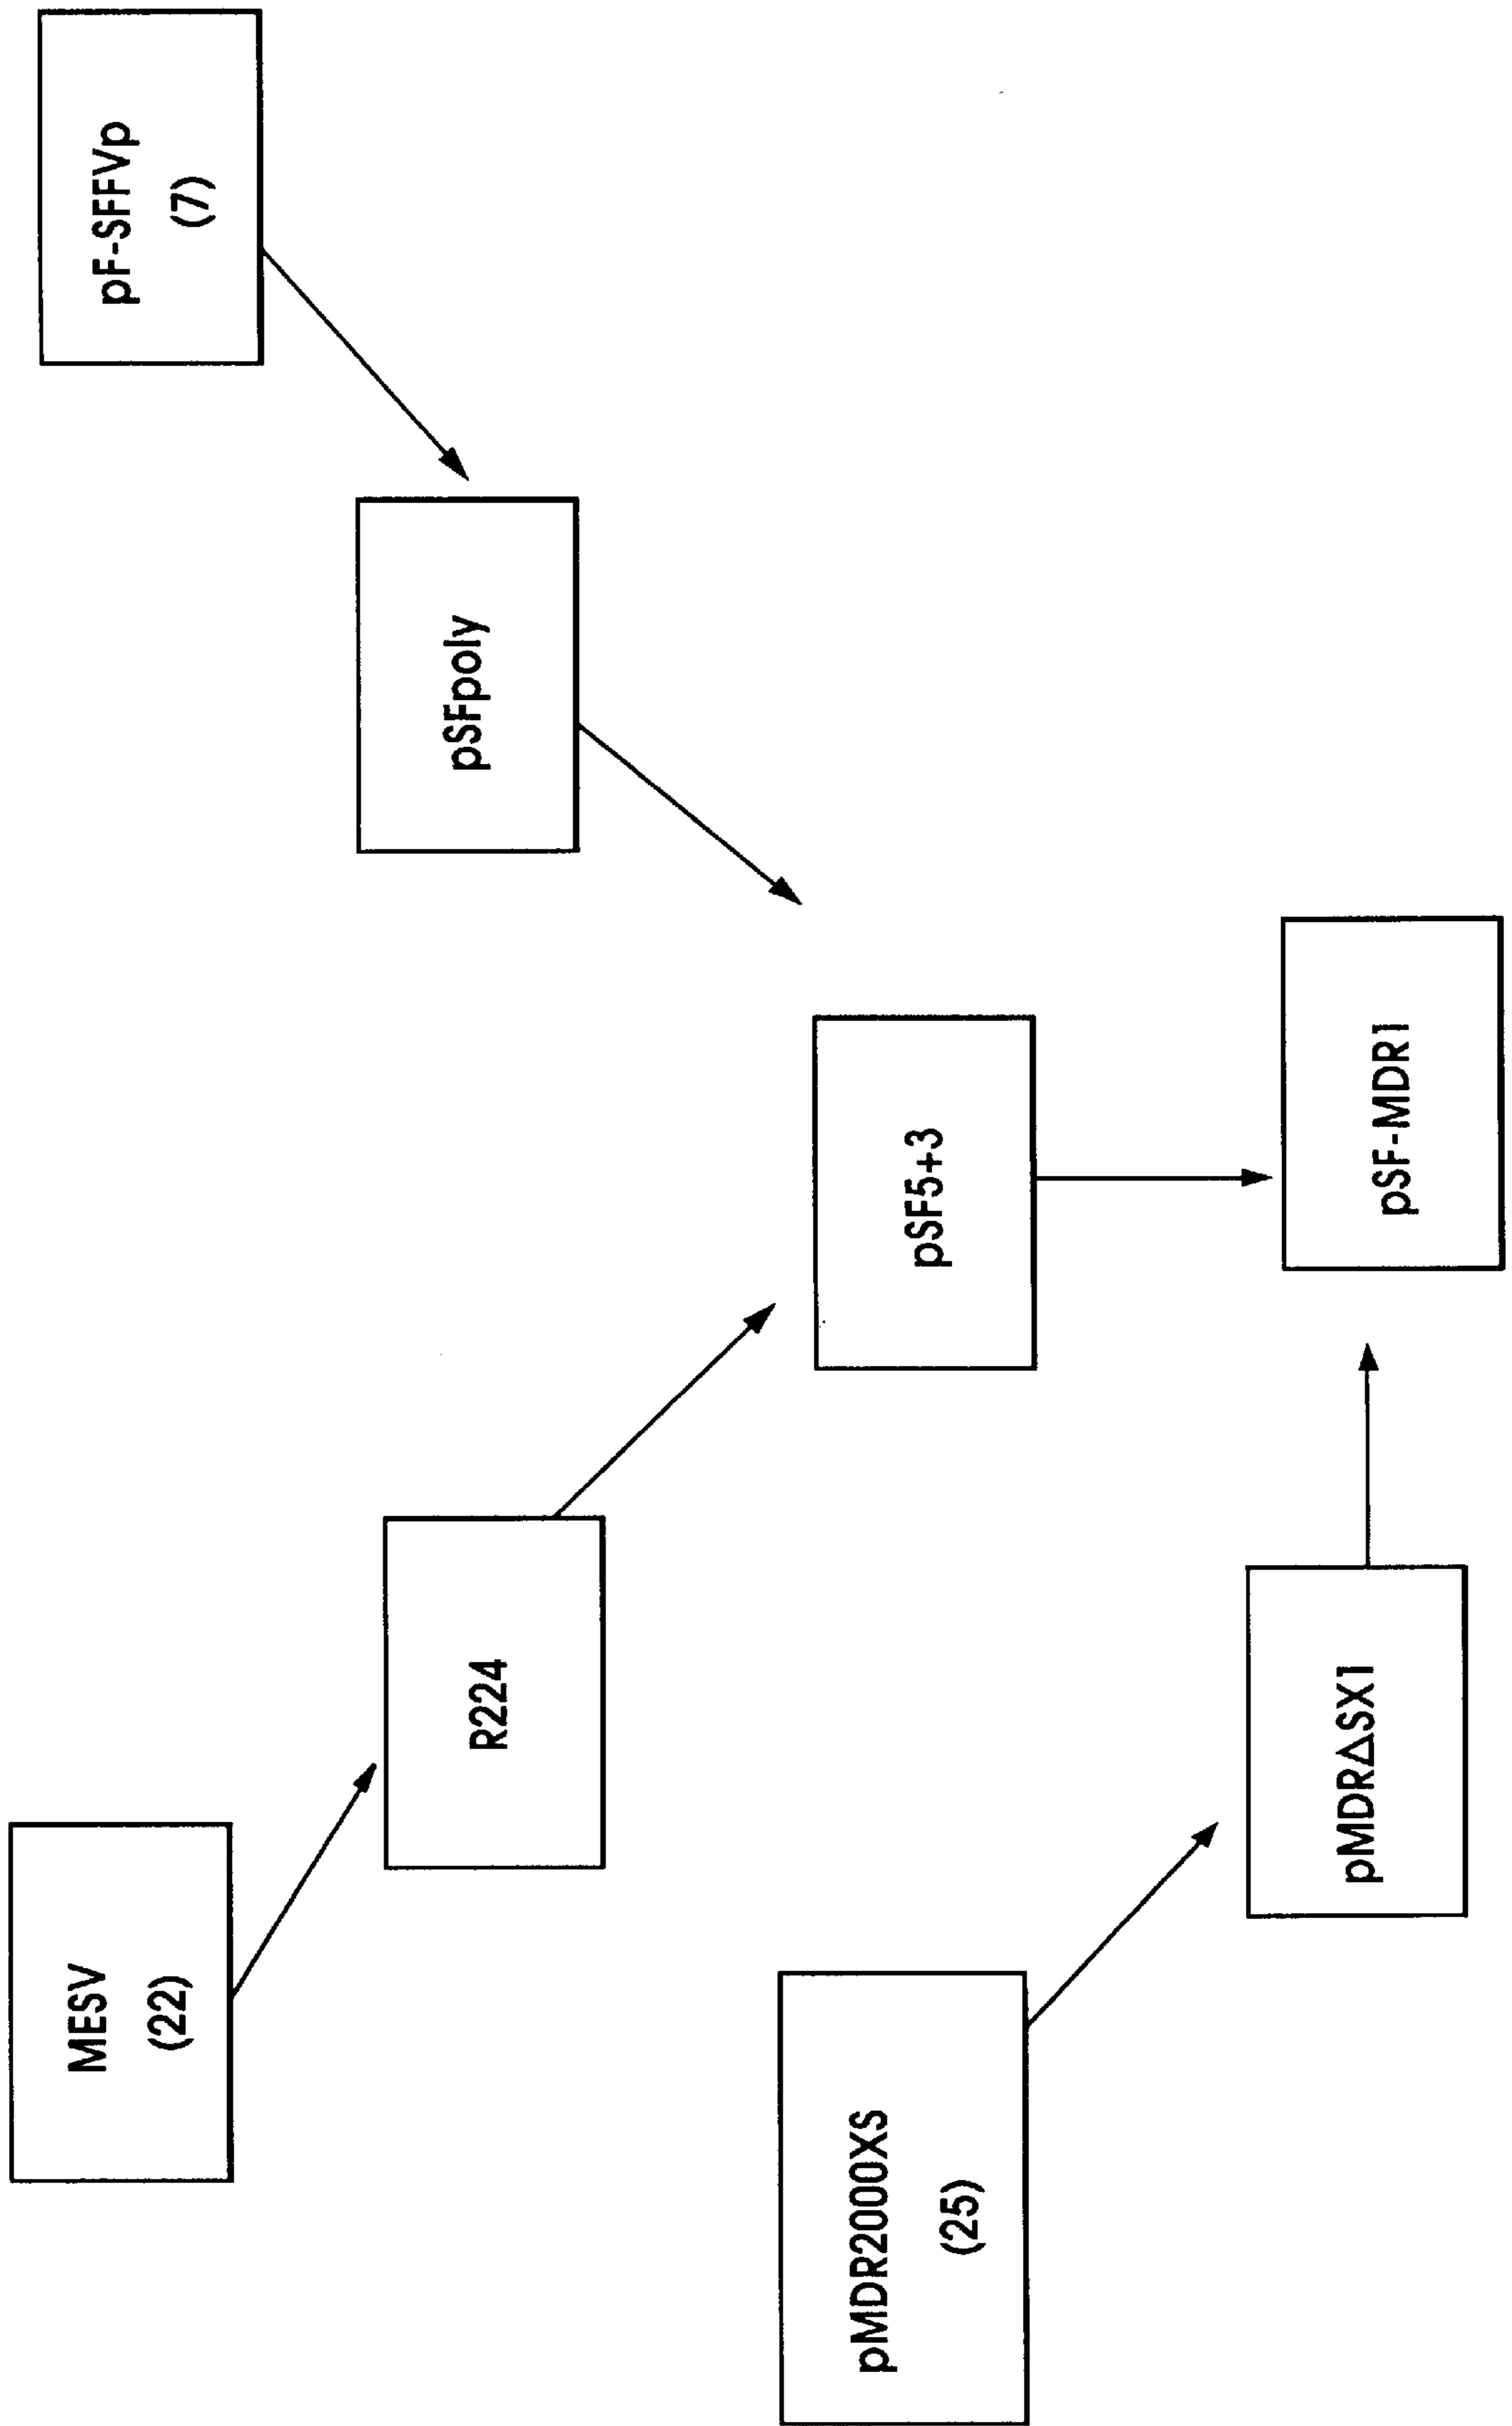 MESV
(22)
pF-SFFVp
(7)
R224
pSFpoly
pMDR2000XS
(25)
pSF5+3
pMDRΔSX1
pSF-MDR1